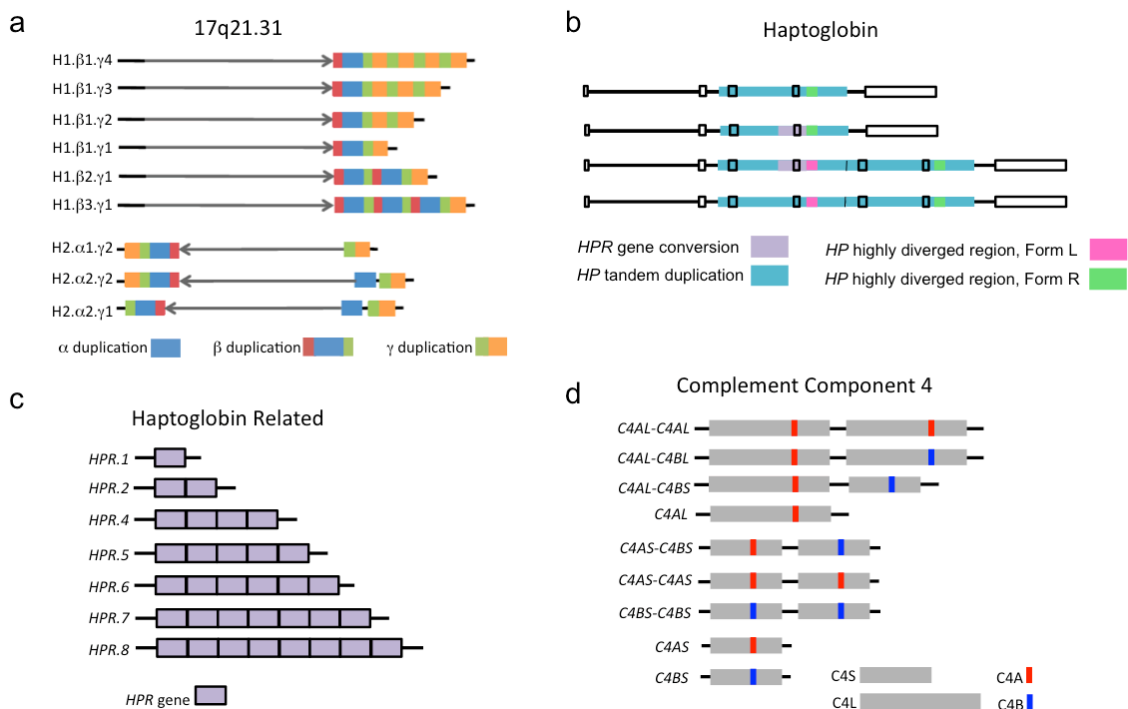 a
17q21.31
H1.β1.γ4
H1.β1.γ3
H1.β1.γ2
H1.β1.γ1
H1.β2.γ1
H1.β3.γ1
H2.α1.γ2
H2.α2.γ2
H2.α2.γ1
α duplication
β duplication
γ duplication
b
Haptoglobin
HPR gene conversion
HP tandem duplication
HP highly diverged region, Form L
HP highly diverged region, Form R
c
Haptoglobin Related
HPR.1
HPR.2
HPR.4
HPR.5
HPR.6
HPR.7
HPR.8
HPR gene
d
Complement Component 4
C4AL-C4AL
C4AL-C4BL
C4AL-C4BS
C4AL
C4AS-C4BS
C4AS-C4AS
C4BS-C4BS
C4AS
C4BS
C4S
C4A
C4L
C4B